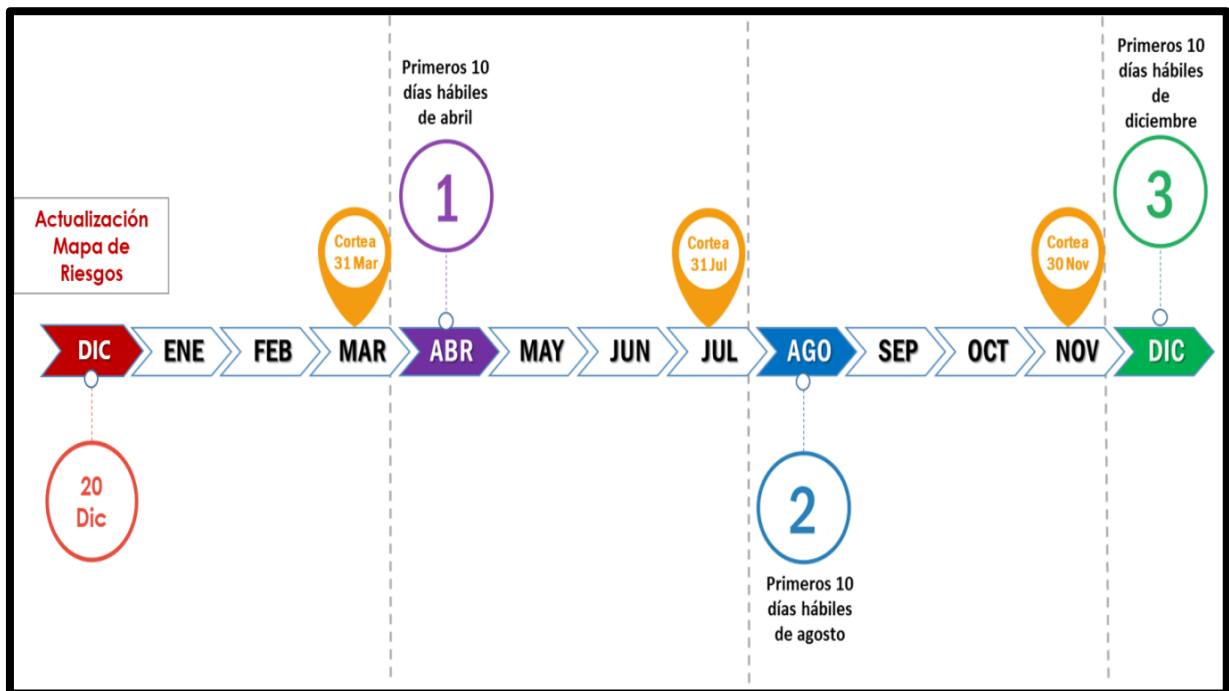 Primeros 10
días hábiles
de abril
1
Primeros 10
días hábiles
de
diciembre
3
Actualización
Mapa de
Riesgos
Cortea
31 Mar
Cortea
31 Jul
Cortea
30 Nov
DIC
ENE
FEB
MAR
ABR
MAY
JUN
JUL
AGO
SEP
OCT
NOV
DIC
20
Dic
2
Primeros 10
días hábiles
de agosto